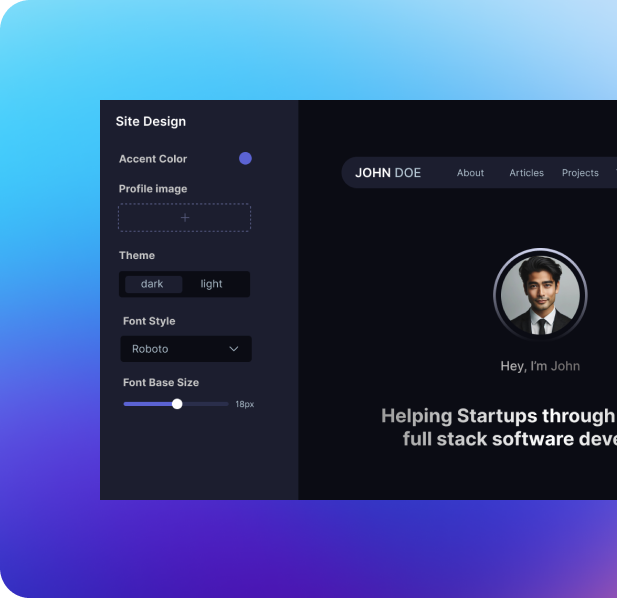 Site Design
Accent Color
Profile image
+
Theme
dark light
Font Style
Roboto
Font Base Size
18px
JOHN DOE About Articles Projects
Hey, I'm John
Helping Startups through
full stack software deve